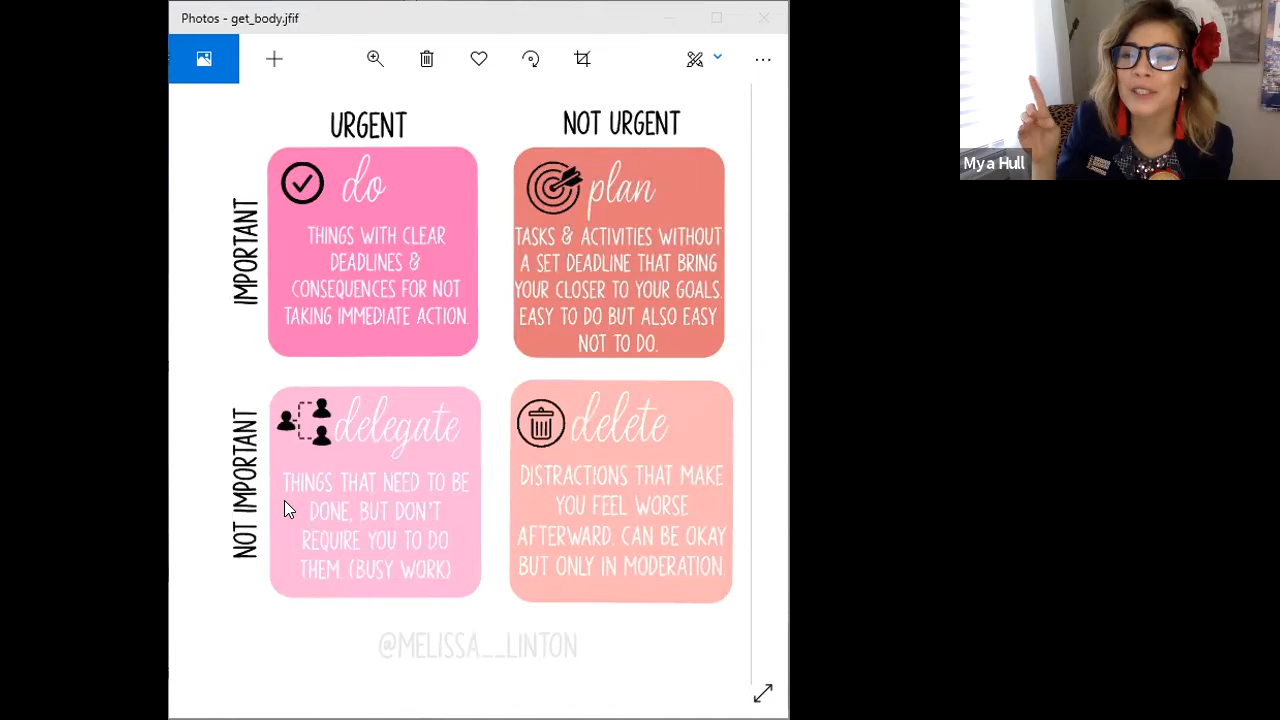 Photos - get_body.jfif
Mya Hull
URGENT
NOT URGENT
IMPORTANT
do
THINGS WITH CLEAR
DEADLINES &
CONSEQUENCES FOR NOT
TAKING IMMEDIATE ACTION.
plan
TASKS & ACTIVITIES WITHOUT
A SET DEADLINE THAT BRING
YOUR CLOSER TO YOUR GOALS.
EASY TO DO BUT ALSO EASY
NOT TO DO.
NOT IMPORTANT
delegate
THINGS THAT NEED TO BE
DONE, BUT DON'T
REQUIRE YOU TO DO
THEM. (BUSY WORK)
delete
DISTRACTIONS THAT MAKE
YOU FEEL WORSE
AFTERWARD. CAN BE OKAY
BUT ONLY IN MODERATION.
@MELISSA__LINTON